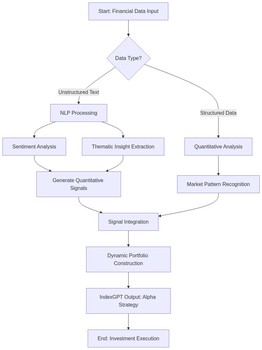 Start: Financial Data Input
Data Type?
Unstructured Text
Structured Data
NLP Processing
Sentiment Analysis
Thematic Insight Extraction
Quantitative Analysis
Generate Quantitative
Signals
Market Pattern Recognition
Signal Integration
Dynamic Portfolio
Construction
IndexGPT Output: Alpha
Strategy
End: Investment Execution